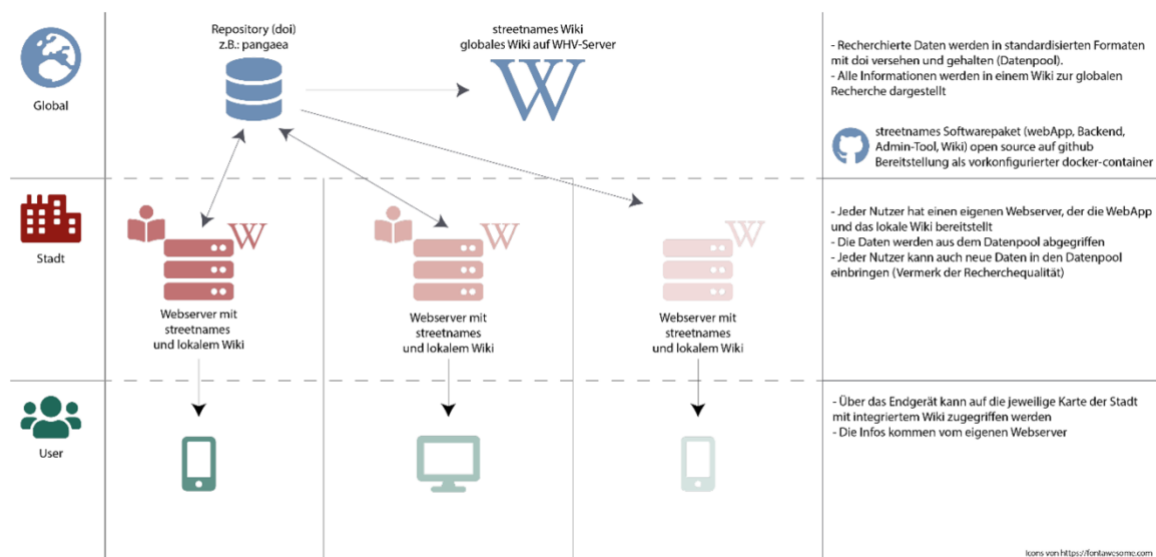 Repository (doi)
z.B.: pangaea
streetnames Wiki
globales Wiki auf WHV-Server
W
Global
- Recherchierte Daten werden in standardisierten Formaten
mit doi versehen und gehalten (Datenpool).
- Alle Informationen werden in einem Wiki zur globalen
Recherche dargestellt
streetnames Softwarepaket (webApp, Backend,
Admin-Tool, Wiki) open source auf github
Bereitstellung als vorkonfigurierter docker-container
W
W
W
Stadt
Webserver mit
streetnames
und lokalem Wiki
Webserver mit
streetnames
und lokalem Wiki
Webserver mit
streetnames
und lokalem Wiki
- Jeder Nutzer hat einen eigenen Webserver, der die WebApp
und das lokale Wiki bereitstellt
- Die Daten werden aus dem Datenpool abgegriffen
- Jeder Nutzer kann auch neue Daten in den Datenpool
einbringen (Vermerk der Recherchequalität)
User
- Über das Endgerät kann auf die jeweilige Karte der Stadt
mit integriertem Wiki zugegriffen werden
- Die Infos kommen vom eigenen Webserver
Icons von https://fontawesome.com